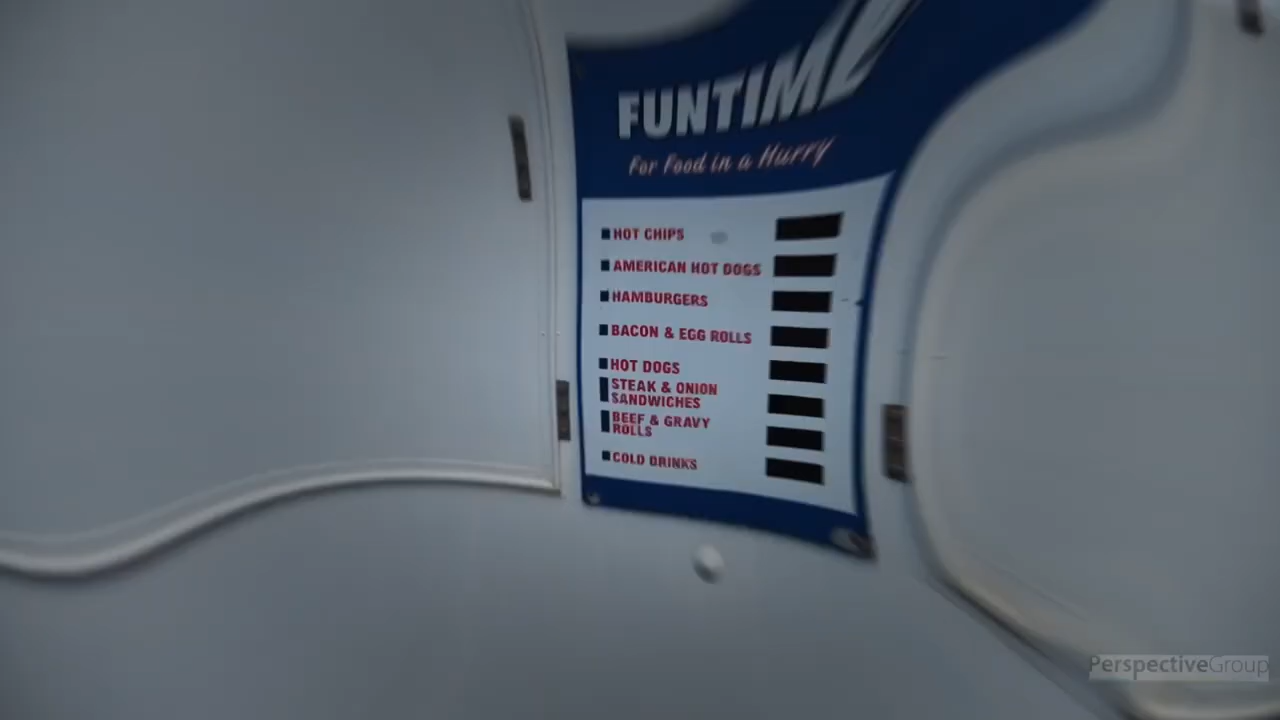 FUNTIME
For Food in a Hurry
HOT CHIPS
AMERICAN HOT DOGS
HAMBURGERS
BACON & EGG ROLLS
HOT DOGS
STEAK & ONION
SANDWICHES
BEEF & GRAVY
ROLLS
COLD DRINKS
PerspectiveGroup